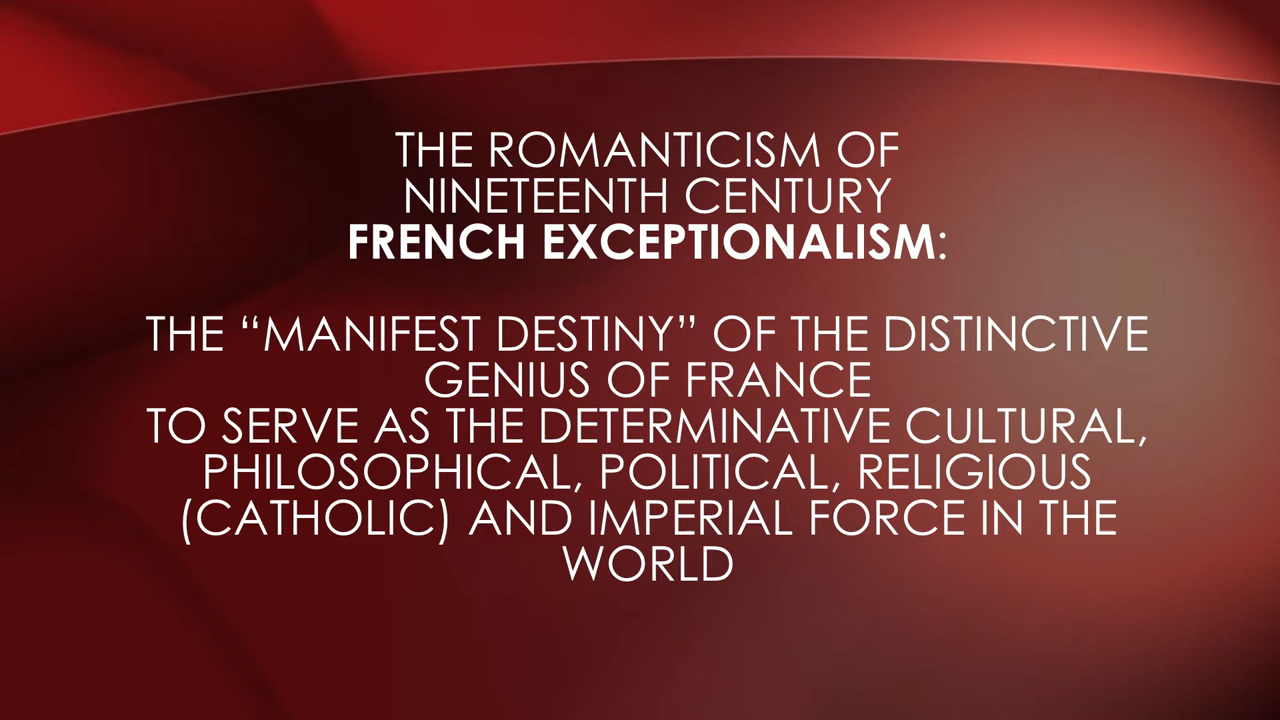 THE ROMANTICISM OF
NINETEENTH CENTURY
FRENCH EXCEPTIONALISM:
THE “MANIFEST DESTINY” OF THE DISTINCTIVE
GENIUS OF FRANCE
TO SERVE AS THE DETERMINATIVE CULTURAL,
PHILOSOPHICAL, POLITICAL, RELIGIOUS
(CATHOLIC) AND IMPERIAL FORCE IN THE
WORLD